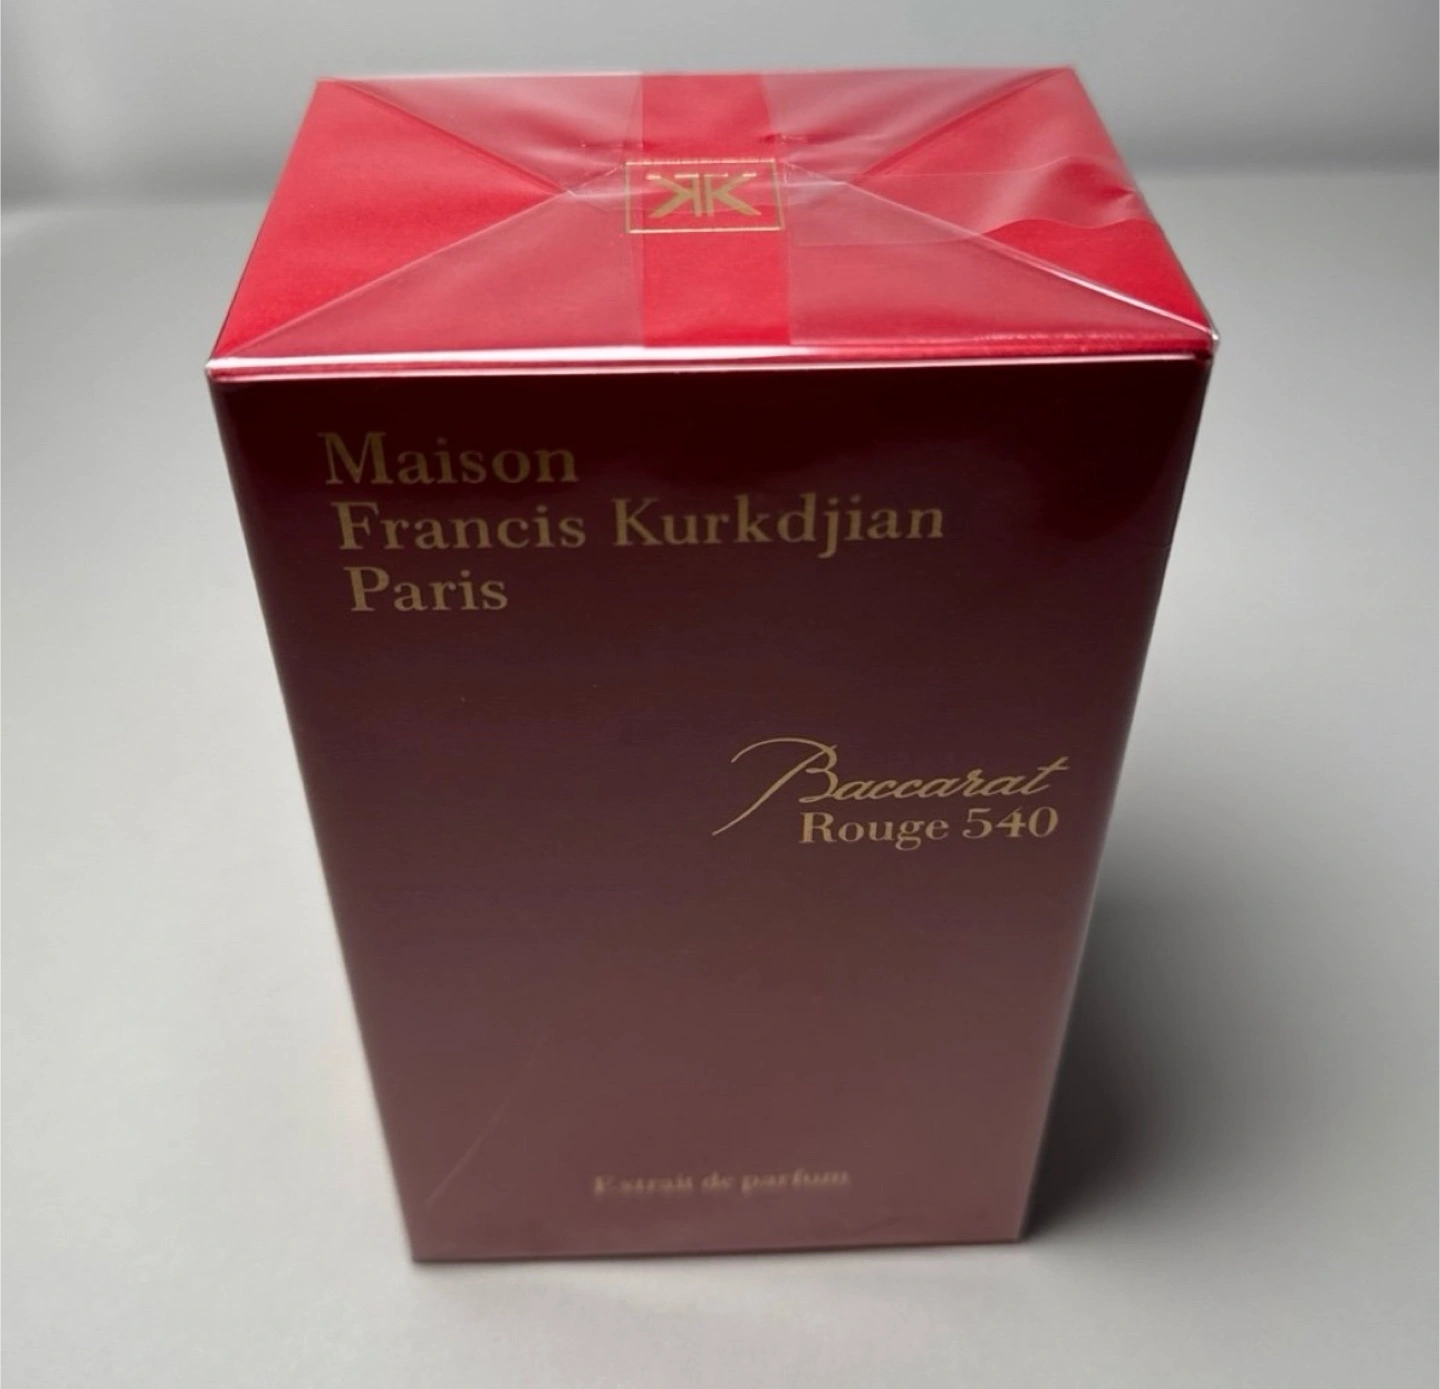 Maison
Francis Kurkdjian
Paris
Baccarat
Rouge 540
Extrait de parfum